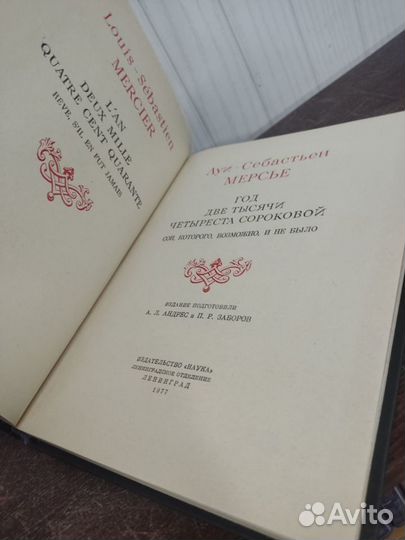 Louis-Sébastien
MERCIER
L'AN
DEUX MILLE
QUATRE CENT QUARANTE
RÊVE, S'IL EN FUT JAMAIS
Луи-Себастьен
МЕРСЬЕ
ГОД
ДВЕ ТЫСЯЧИ
ЧЕТЫРЕСТА СОРОКОВОЙ
СОН, КОТОРОГО, ВОЗМОЖНО, И НЕ БЫЛО
ИЗДАНИЕ ПОДГОТОВИЛИ
А. Л. АНДРЕС и П. Р. ЗАБОРОВ
ИЗДАТЕЛЬСТВО «НАУКА»
ЛЕНИНГРАДСКОЕ ОТДЕЛЕНИЕ
ЛЕНИНГРАД
1977
Avito